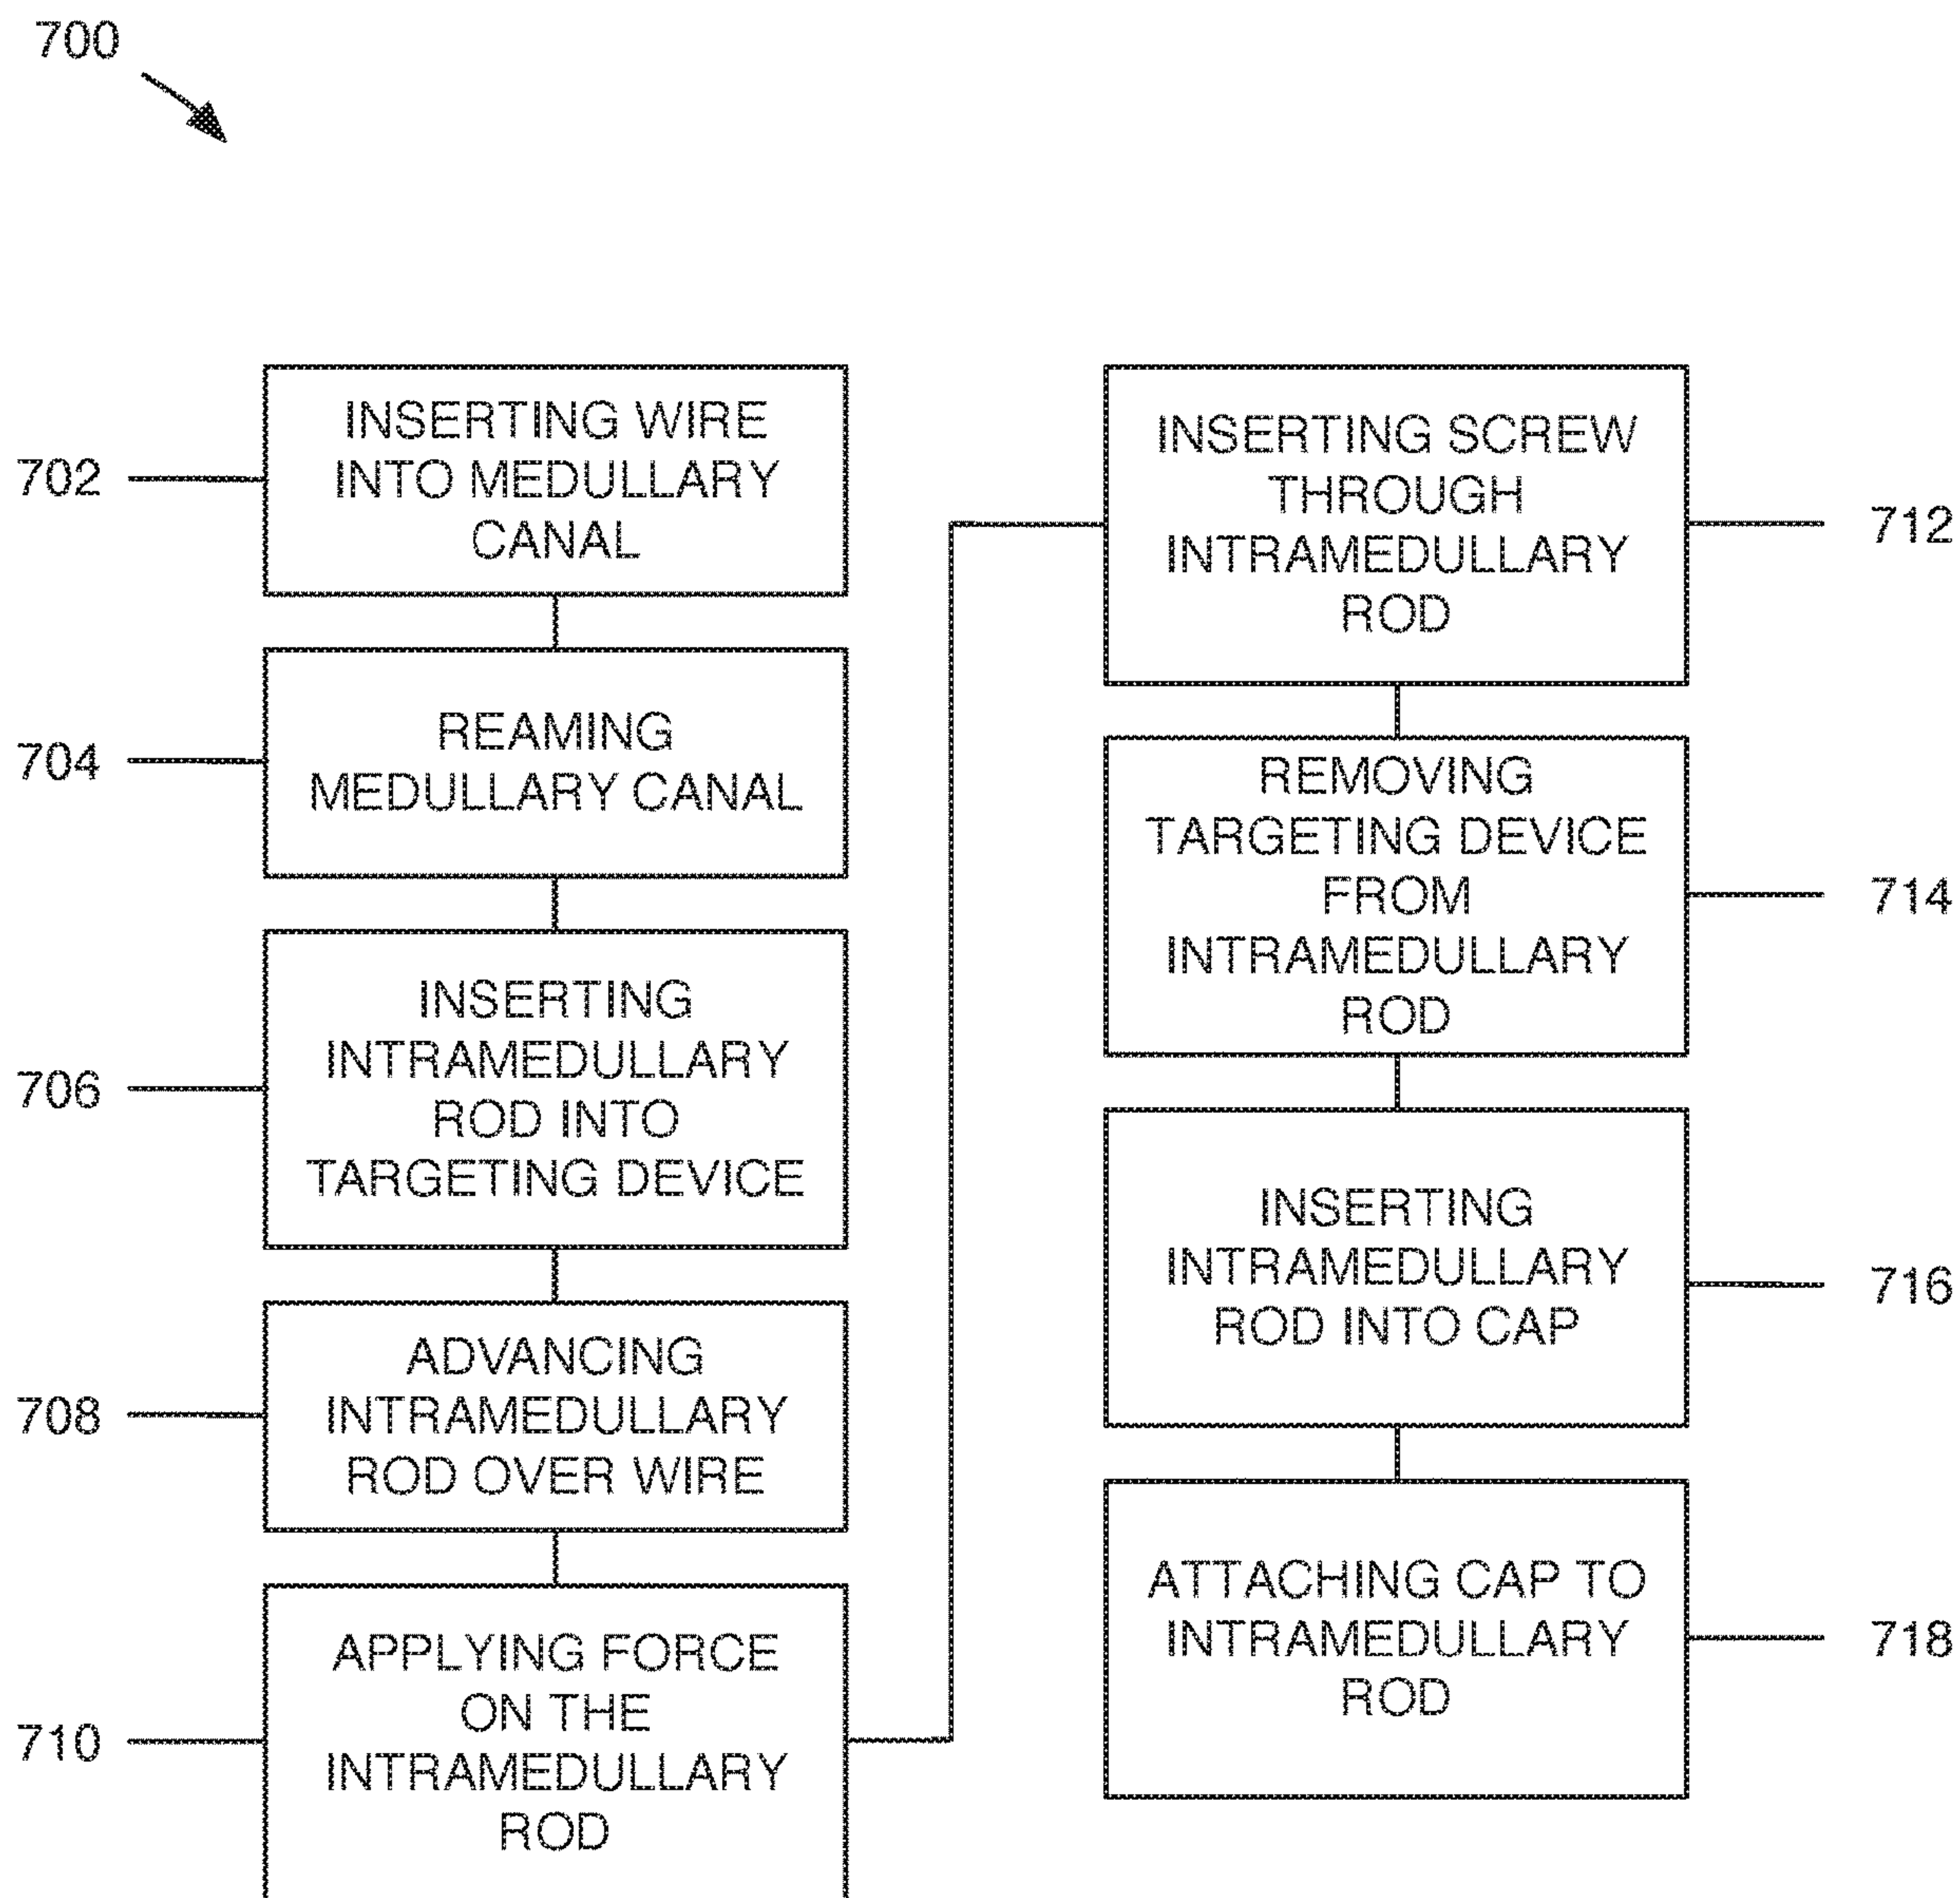 700
702
INSERTING WIRE
INTO MEDULLARY
CANAL
704
REAMING
MEDULLARY CANAL
706
INSERTING
INTRAMEDULLARY
ROD INTO
TARGETING DEVICE
708
ADVANCING
INTRAMEDULLARY
ROD OVER WIRE
710
APPLYING FORCE
ON THE
INTRAMEDULLARY
ROD
INSERTING SCREW
THROUGH
INTRAMEDULLARY
ROD
712
REMOVING
TARGETING DEVICE
FROM
INTRAMEDULLARY
ROD
714
INSERTING
INTRAMEDULLARY
ROD INTO CAP
716
ATTACHING CAP TO
INTRAMEDULLARY
ROD
718